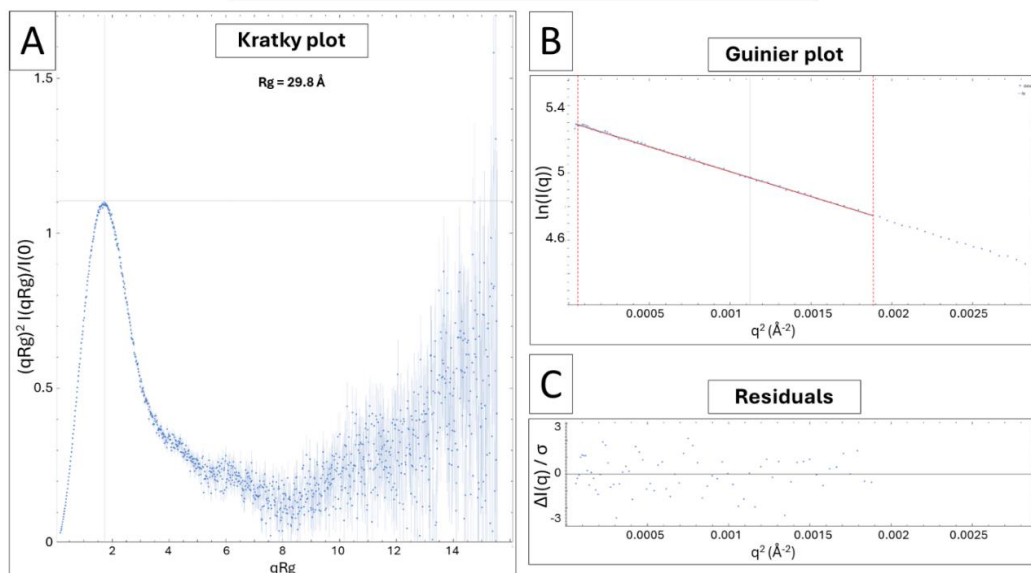 A
Kratky plot
Rg = 29.8 Å
1.5
1
0.5
0
(qRg)² I(qRg)/I(0)
2
4
6
8
10
12
14
qRg
B
Guinier plot
5.4
5
4.6
ln(I(q))
0.0005
0.001
0.0015
0.002
0.0025
q² (Å⁻²)
C
Residuals
3
0
-3
ΔI(q) / σ
0.0005
0.001
0.0015
0.002
0.0025
q² (Å⁻²)